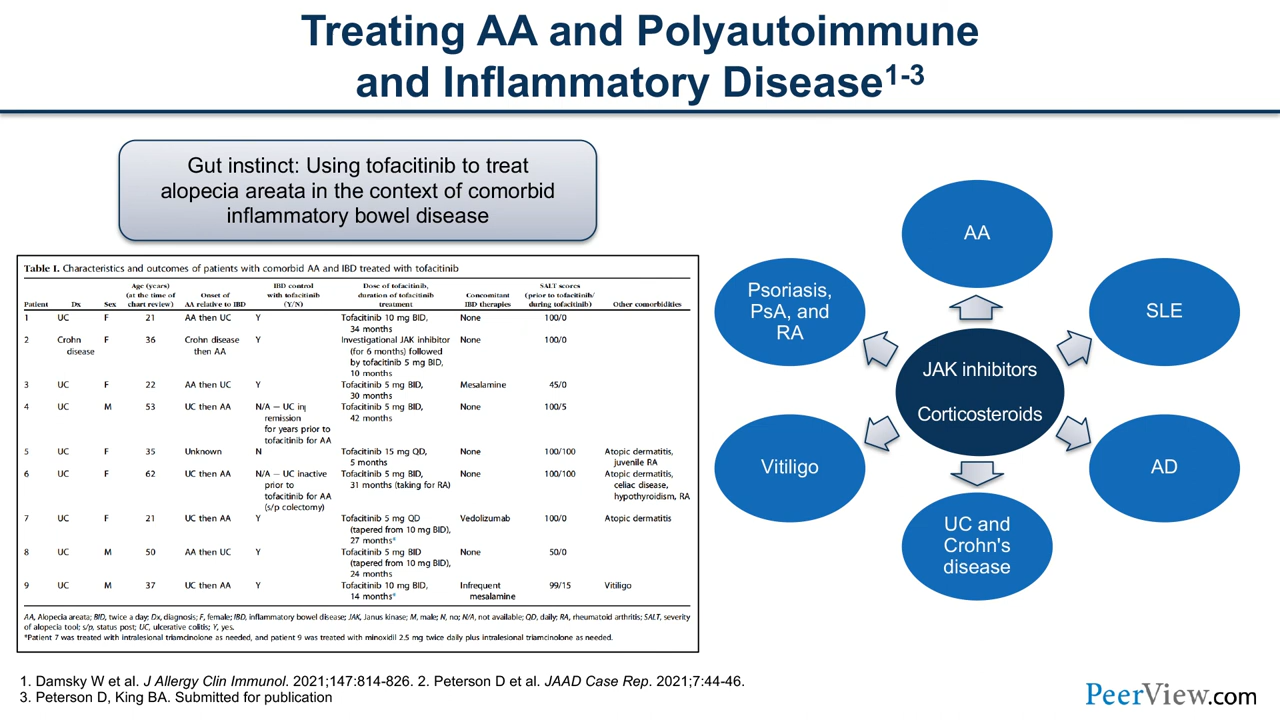 Treating AA and Polyautoimmune
and Inflammatory Disease1-3
Gut instinct: Using tofacitinib to treat
alopecia areata in the context of comorbid
inflammatory bowel disease
Table I. Characteristics and outcomes of patients with comorbid AA and IBD treated with tofacitinib
Patient Dx Sex Age (years) (at the time of chart review) Onset of AA relative to IBD IBD control with tofacitinib (Y/N) Dose of tofacitinib, duration of tofacitinib treatment Concomitant IBD therapies SALT scores (prior to tofacitinib/ during tofacitinib) Other comorbidities
1 UC F 21 AA then UC Y Tofacitinib 10 mg BID, None 100/0
34 months
2 Crohn F 36 Crohn disease Y Investigational JAK inhibitor None 100/0
disease then AA (for 6 months) followed
by tofacitinib 5 mg BID,
10 months
3 UC F 22 AA then UC Y Tofacitinib 5 mg BID, Mesalamine 45/0
30 months
4 UC M 53 UC then AA N/A — UC in Tofacitinib 5 mg BID, None 100/5
remission 42 months
for years prior to
tofacitinib for AA
5 UC F 35 Unknown N Tofacitinib 15 mg QD, None 100/100 Atopic dermatitis,
5 months juvenile RA
6 UC F 62 UC then AA N/A — UC inactive Tofacitinib 5 mg BID, None 100/100 Atopic dermatitis,
prior to 31 months (taking for RA) celiac disease,
tofacitinib for AA hypothyroidism, RA
(s/p colectomy)
7 UC F 21 UC then AA Y Tofacitinib 5 mg QD Vedolizumab 100/0 Atopic dermatitis
(tapered from 10 mg BID),
27 months*
8 UC M 50 AA then UC Y Tofacitinib 5 mg BID None 50/0
(tapered from 10 mg BID),
24 months
9 UC M 37 UC then AA Y Tofacitinib 10 mg BID, Infrequent 99/15 Vitiligo
14 months* mesalamine
AA, Alopecia areata; BID, twice a day; Dx, diagnosis; F, female; IBD, inflammatory bowel disease; JAK, Janus kinase; M, male; N, no; N/A, not available; QD, daily; RA, rheumatoid arthritis; SALT, severity
of alopecia tool; s/p, status post; UC, ulcerative colitis; Y, yes.
*Patient 7 was treated with intralesional triamcinolone as needed, and patient 9 was treated with minoxidil 2.5 mg twice daily plus intralesional triamcinolone as needed.
AA
Psoriasis,
PsA, and
RA
SLE
JAK inhibitors
Corticosteroids
Vitiligo
AD
UC and
Crohn's
disease
1. Damsky W et al. J Allergy Clin Immunol. 2021;147:814-826. 2. Peterson D et al. JAAD Case Rep. 2021;7:44-46.
3. Peterson D, King BA. Submitted for publication
PeerView.com